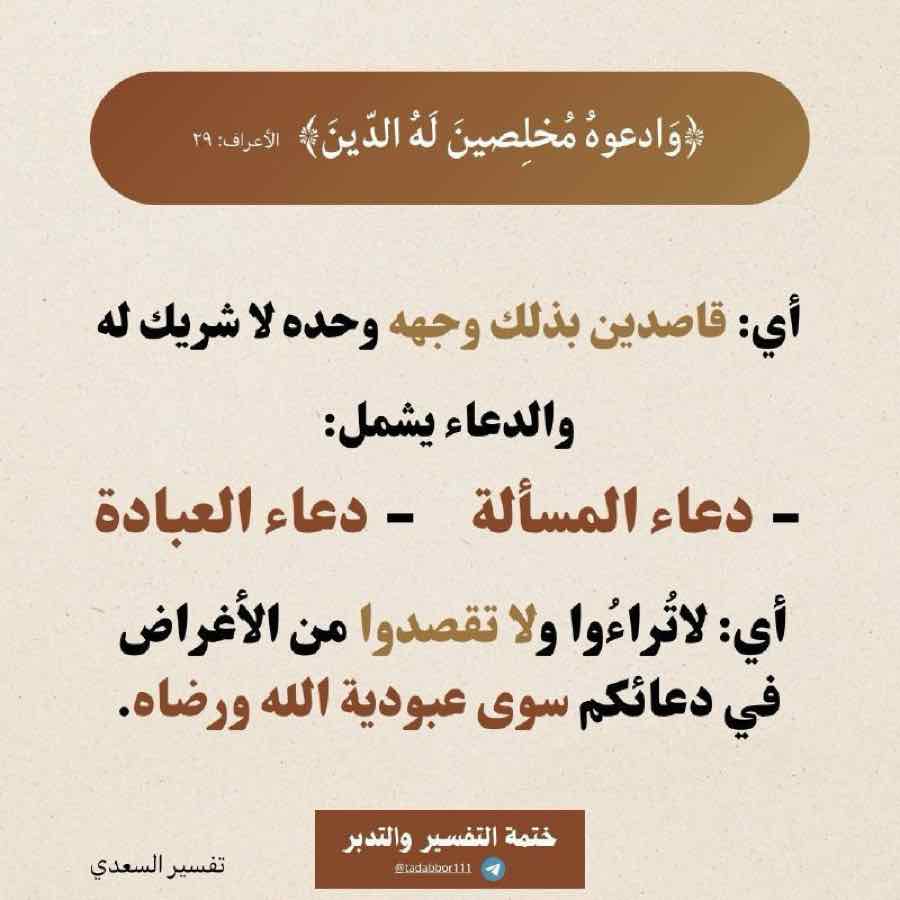 ﴿وَادعوهُ مُخلِصينَ لَهُ الدّينَ﴾ الأعراف: ٢٩
أي: قاصدين بذلك وجهه وحده لا شريك له
والدعاء يشمل:
- دعاء المسألة - دعاء العبادة
أي: لاتُراءُوا ولا تقصدوا من الأغراض
في دعائكم سوى عبودية الله ورضاه.
ختمة التفسير والتدبر
@tadabbor111
تفسير السعدي